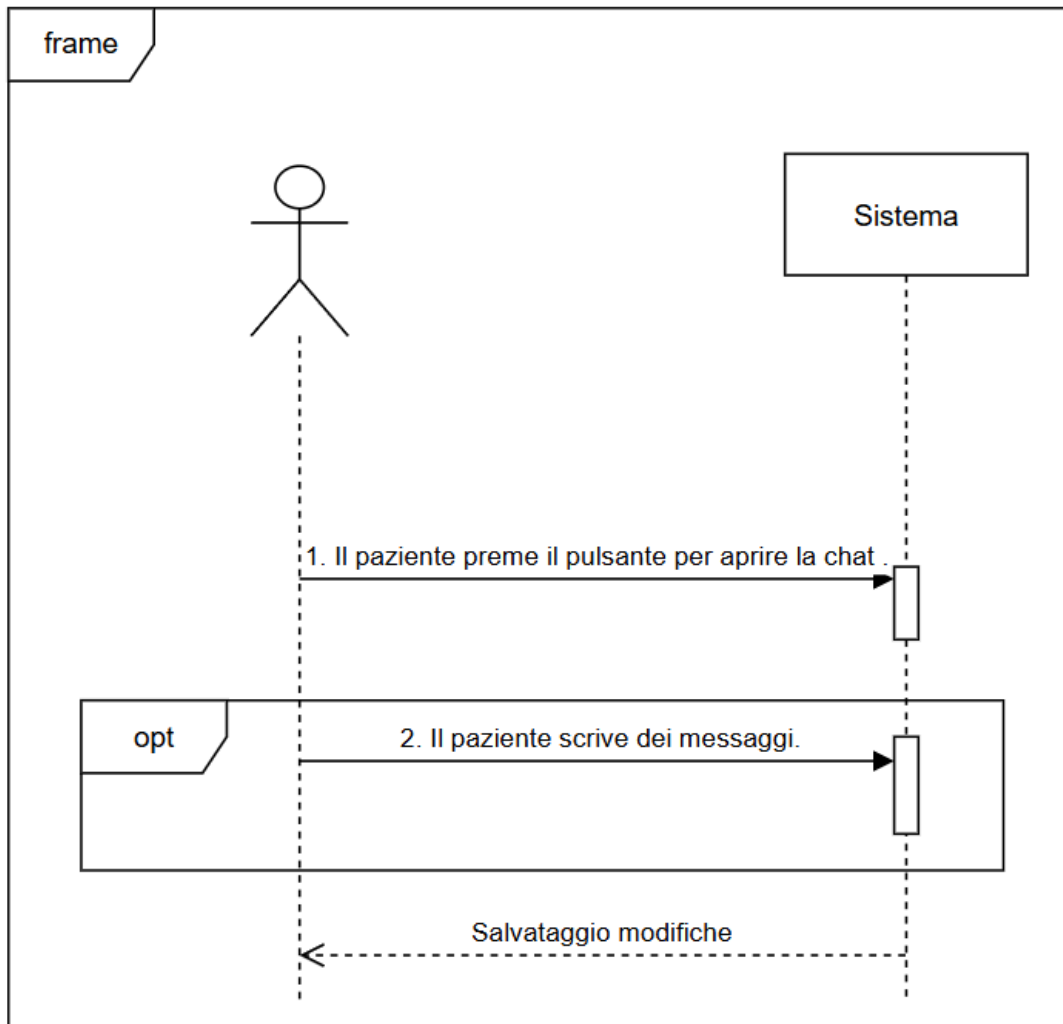 frame
Sistema
1. Il paziente preme il pulsante per aprire la chat .
opt
2. Il paziente scrive dei messaggi.
Salvataggio modifiche